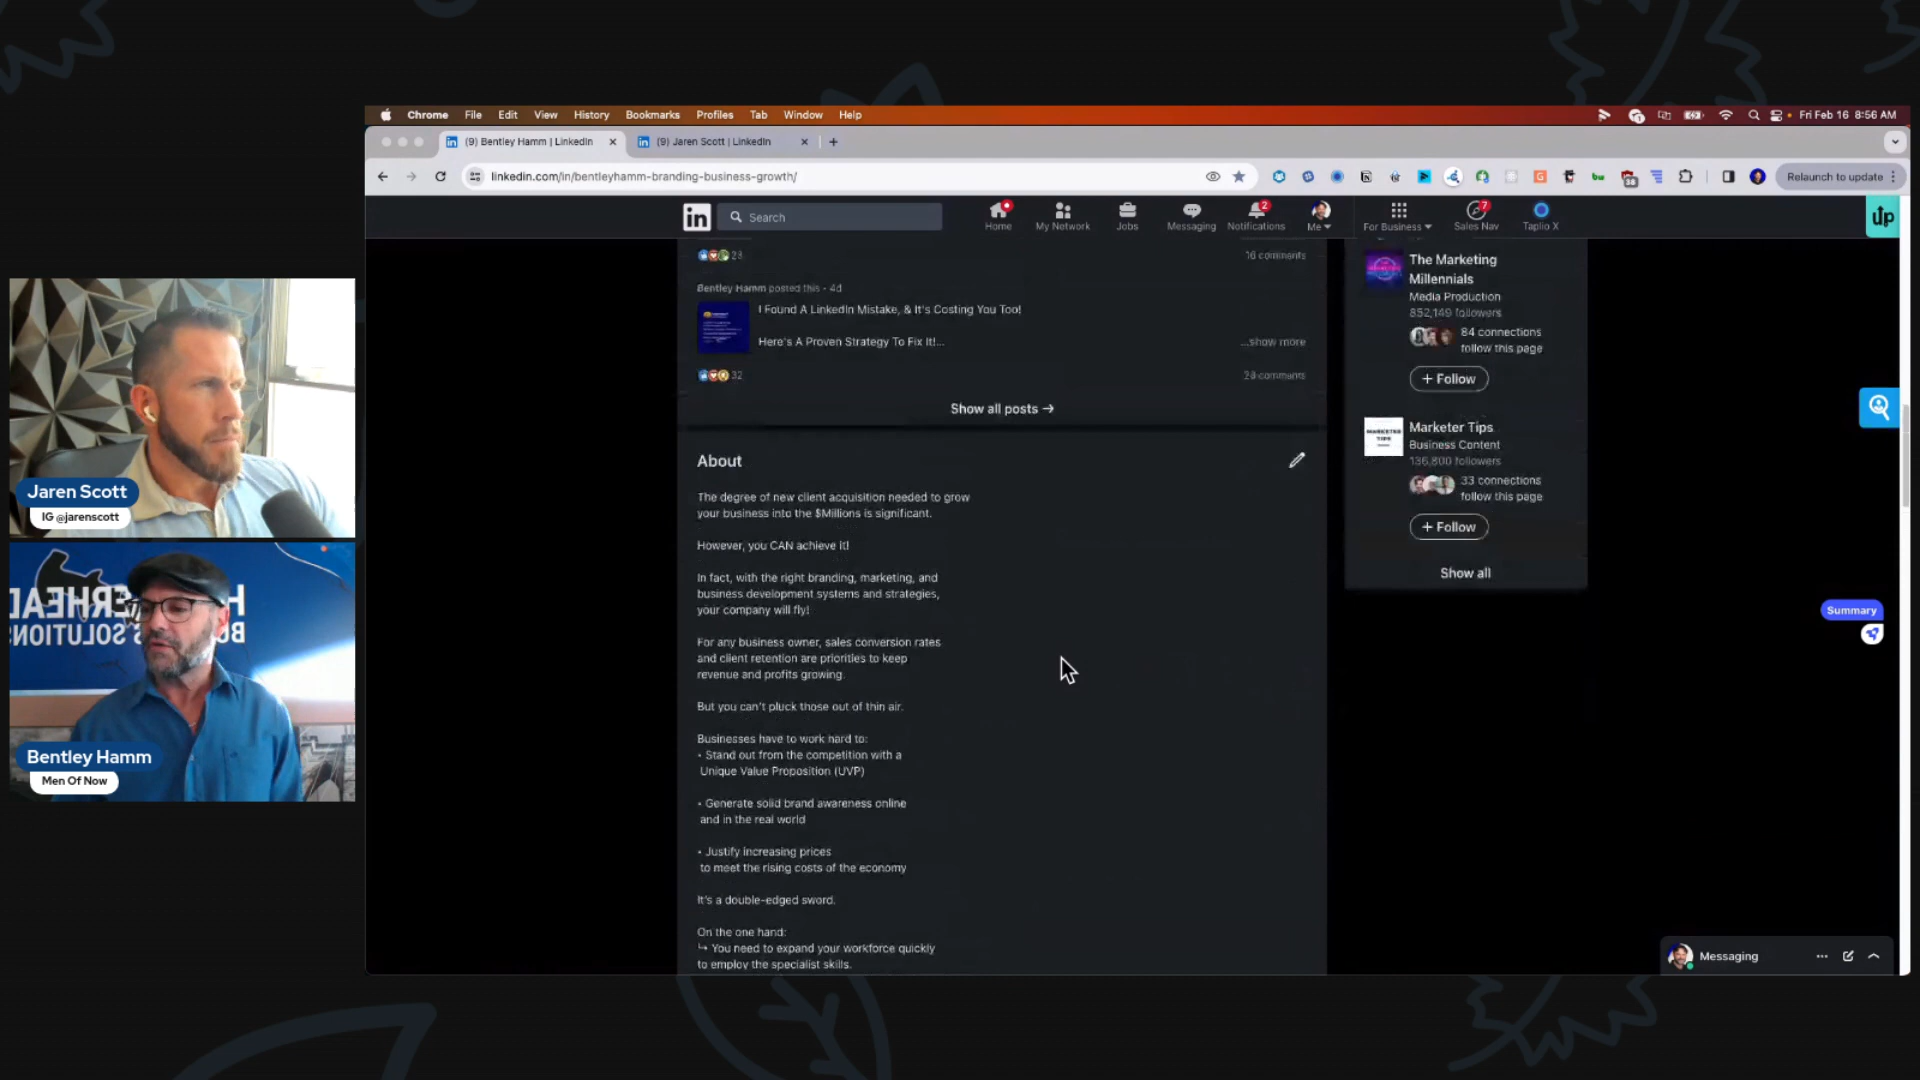 Chrome File Edit View History Bookmarks Profiles Tab Window Help
Fri Feb 16 8:56 AM
(9) Bentley Hamm | LinkedIn
(9) Jaren Scott | LinkedIn
linkedin.com/in/bentleyhamm-branding-business-growth/
Relaunch to update
in
Search
Home
My Network
Jobs
Messaging
2
Notifications
Me
For Business
7
Sales Nav
Taplio X
up
28
16 comments
Bentley Hamm posted this • 4d
I Found A LinkedIn Mistake, & It's Costing You Too!
Here's A Proven Strategy To Fix It!...
...show more
32
28 comments
Show all posts →
About
The degree of new client acquisition needed to grow
your business into the $Millions is significant.
However, you CAN achieve it!
In fact, with the right branding, marketing, and
business development systems and strategies,
your company will fly!
For any business owner, sales conversion rates
and client retention are priorities to keep
revenue and profits growing.
But you can't pluck those out of thin air.
Businesses have to work hard to:
• Stand out from the competition with a
Unique Value Proposition (UVP)
• Generate solid brand awareness online
and in the real world
• Justify increasing prices
to meet the rising costs of the economy
It's a double-edged sword.
On the one hand:
↳ You need to expand your workforce quickly
to employ the specialist skills.
The Marketing
Millennials
Media Production
852,149 followers
84 connections
follow this page
+ Follow
MARKETER
TIPS
Marketer Tips
Business Content
136,800 followers
33 connections
follow this page
+ Follow
Show all
Summary
Messaging
Jaren Scott
IG @jarenscott
SOLUTIONS
Bentley Hamm
Men Of Now